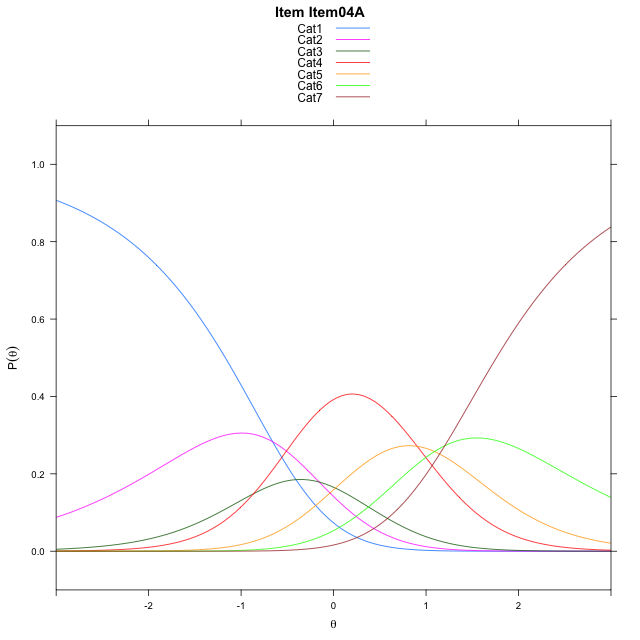 Item Item04A
Cat1
Cat2
Cat3
Cat4
Cat5
Cat6
Cat7
1.0
0.8
0.6
0.4
0.2
0.0
P(θ)
-2
-1
0
1
2
θ